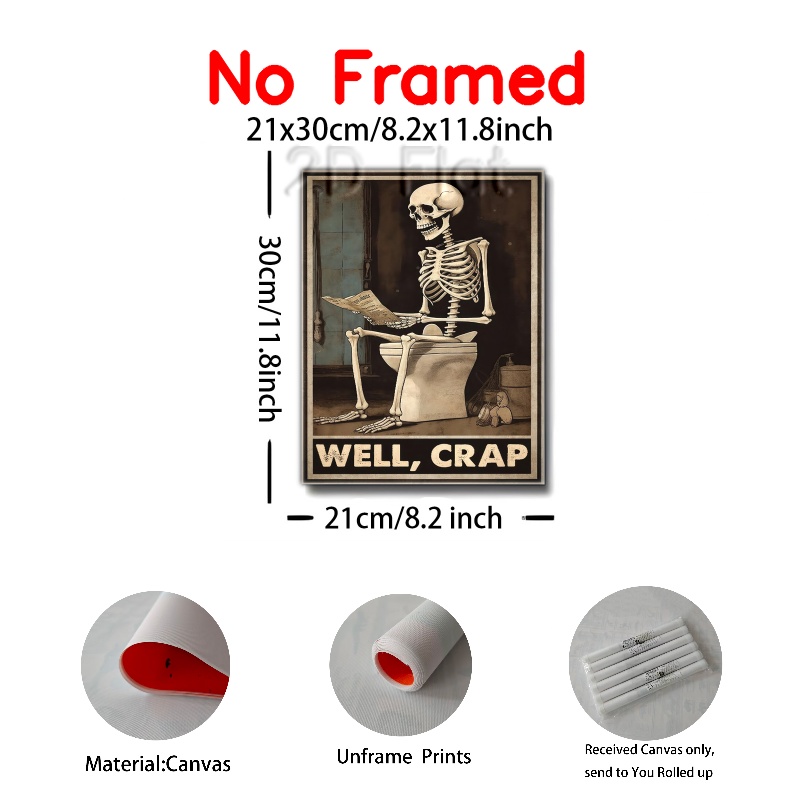 No Framed
21x30cm/8.2x11.8inch
2D Flat
30cm/11.8inch
WELL, CRAP
21cm/8.2 inch
Material:Canvas
Unframe Prints
Received Canvas only,
send to You Rolled up